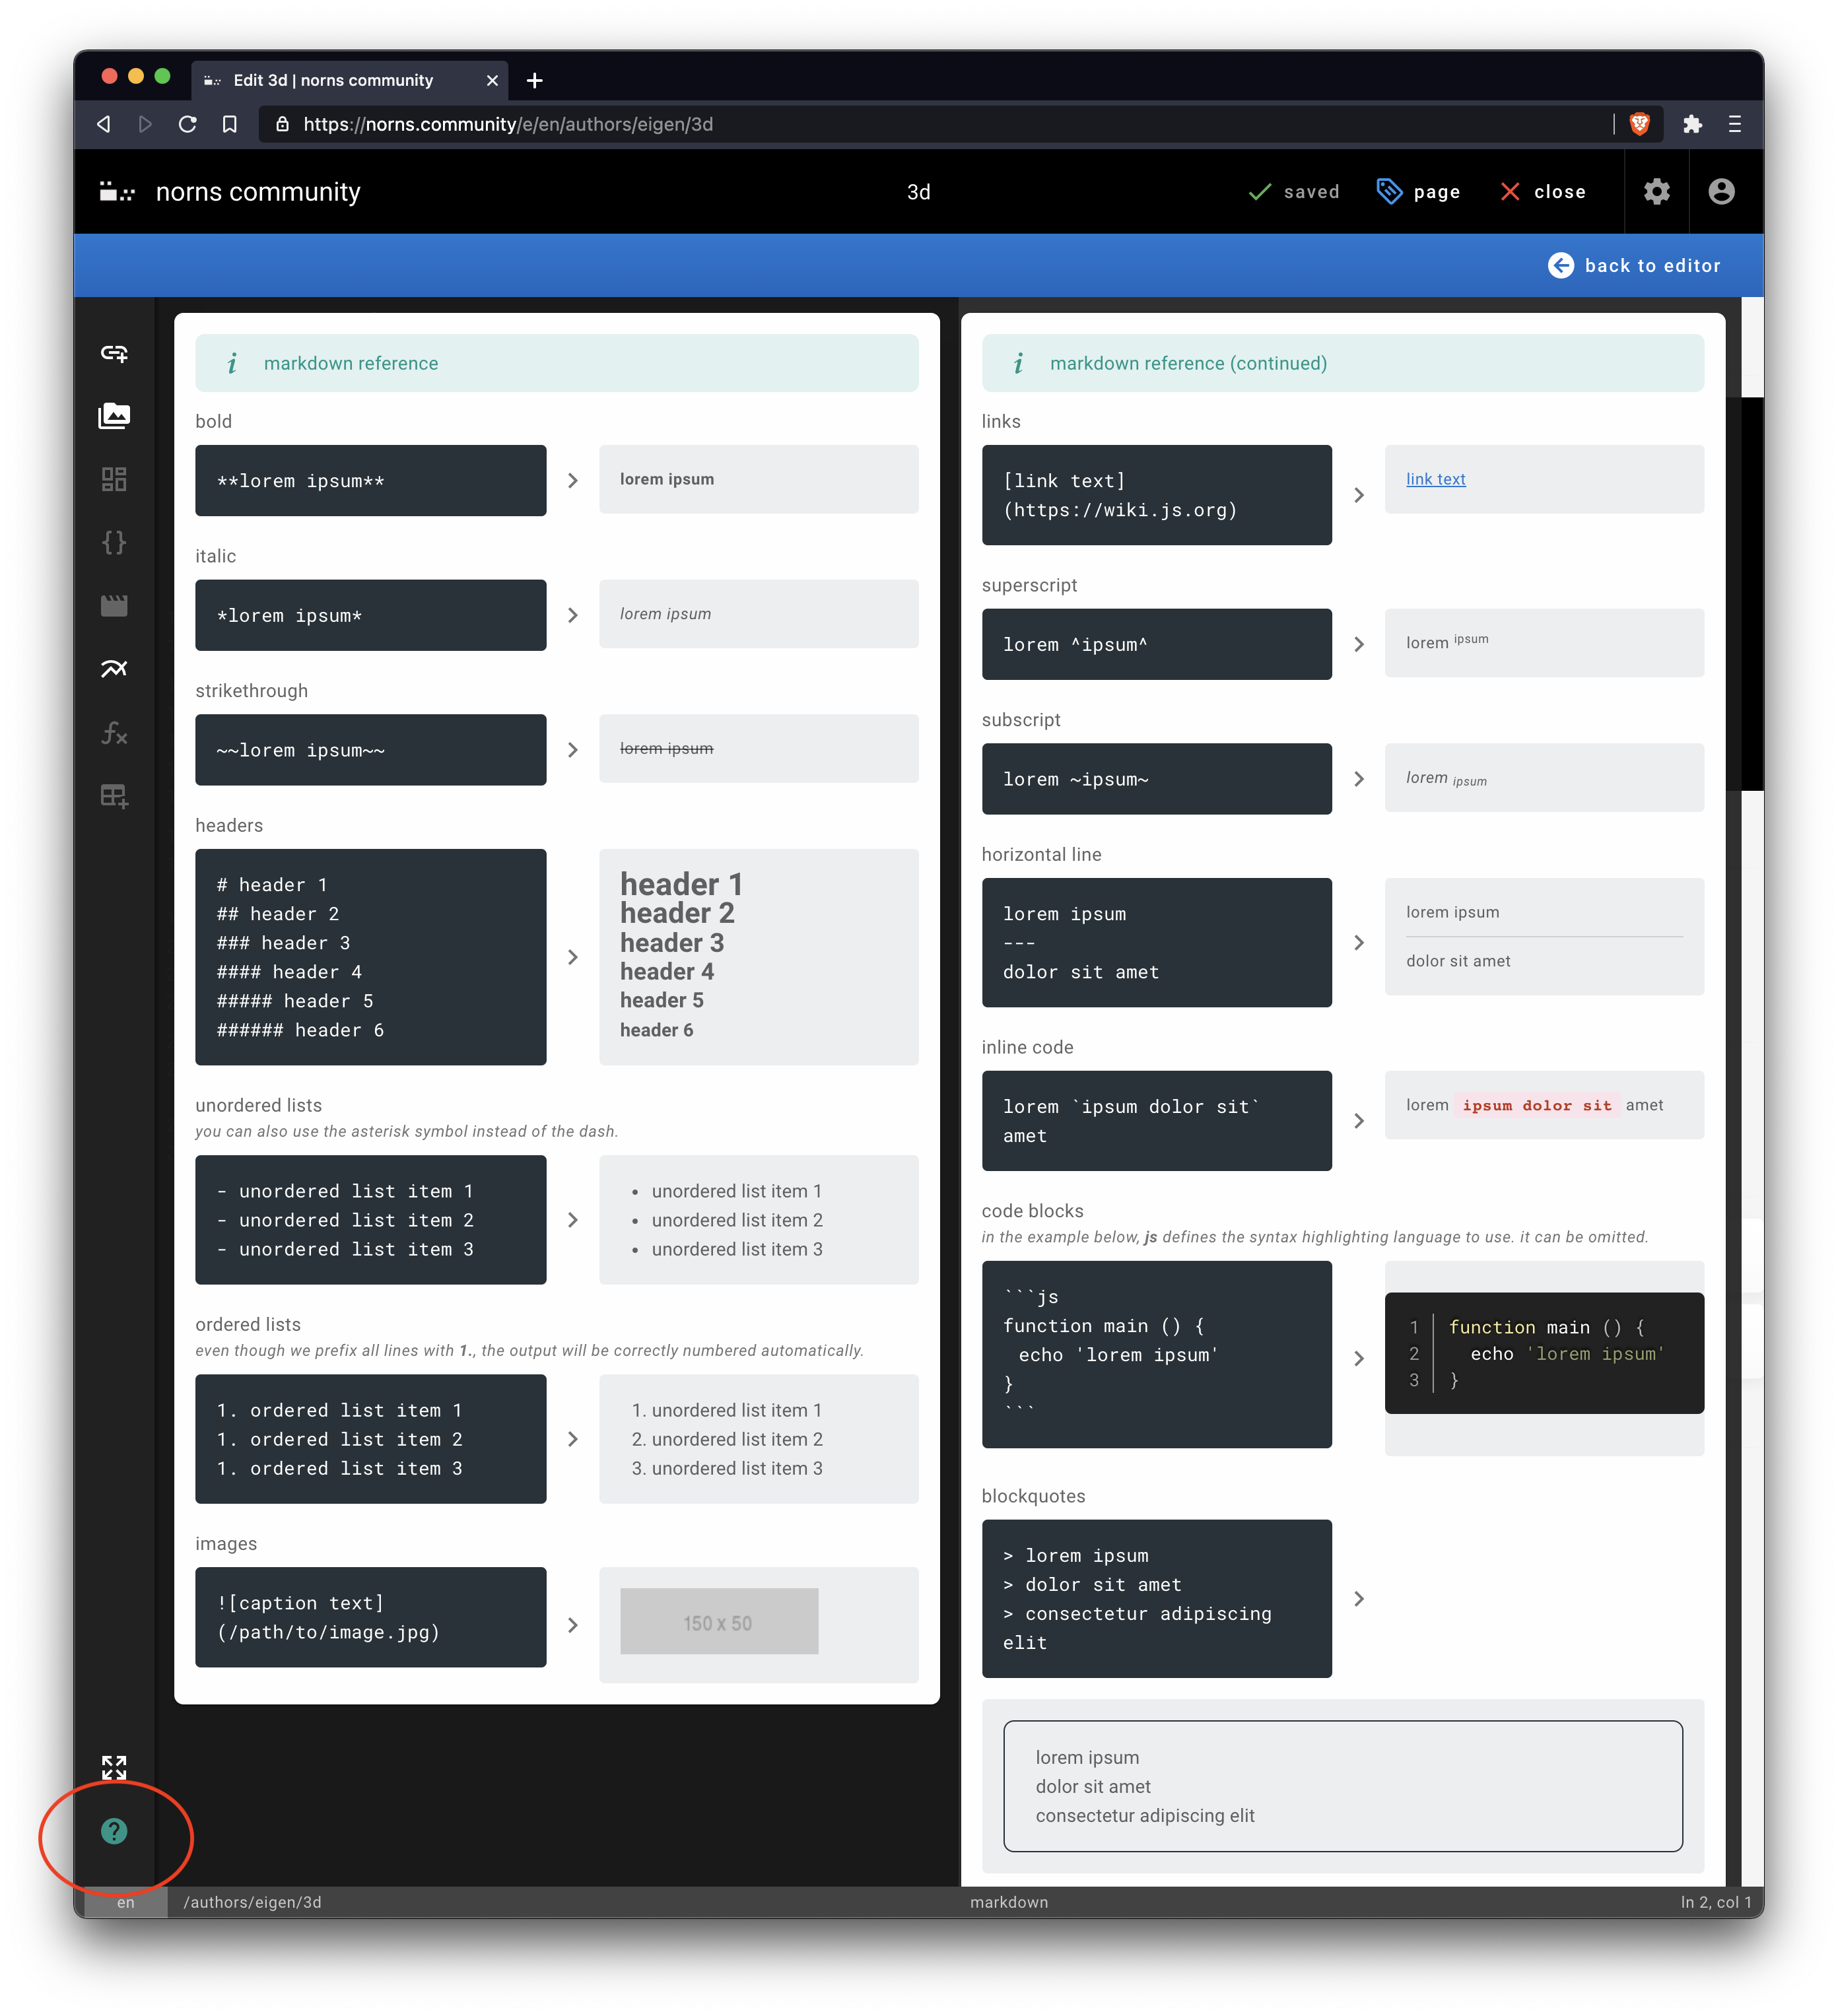 Edit 3d | norns community
https://norns.community/e/en/authors/eigen/3d
norns community
3d
saved
page
close
back to editor
markdown reference
bold
**lorem ipsum**
lorem ipsum
italic
*lorem ipsum*
lorem ipsum
strikethrough
~~lorem ipsum~~
lorem ipsum
headers
# header 1
## header 2
### header 3
#### header 4
##### header 5
###### header 6
header 1
header 2
header 3
header 4
header 5
header 6
unordered lists
you can also use the asterisk symbol instead of the dash.
- unordered list item 1
- unordered list item 2
- unordered list item 3
• unordered list item 1
• unordered list item 2
• unordered list item 3
ordered lists
even though we prefix all lines with 1., the output will be correctly numbered automatically.
1. ordered list item 1
1. ordered list item 2
1. ordered list item 3
1. unordered list item 1
2. unordered list item 2
3. unordered list item 3
images
![caption text]
(/path/to/image.jpg)
150 x 50
markdown reference (continued)
links
[link text]
(https://wiki.js.org)
link text
superscript
lorem ^ipsum^
lorem ipsum
subscript
lorem ~ipsum~
lorem ipsum
horizontal line
lorem ipsum
---
dolor sit amet
lorem ipsum
dolor sit amet
inline code
lorem `ipsum dolor sit`
amet
lorem ipsum dolor sit amet
code blocks
in the example below, js defines the syntax highlighting language to use. it can be omitted.
```js
function main () {
echo 'lorem ipsum'
}
```
1 function main () {
2 echo 'lorem ipsum'
3 }
blockquotes
> lorem ipsum
> dolor sit amet
> consectetur adipiscing
elit
lorem ipsum
dolor sit amet
consectetur adipiscing elit
en
/authors/eigen/3d
markdown
ln 2, col 1